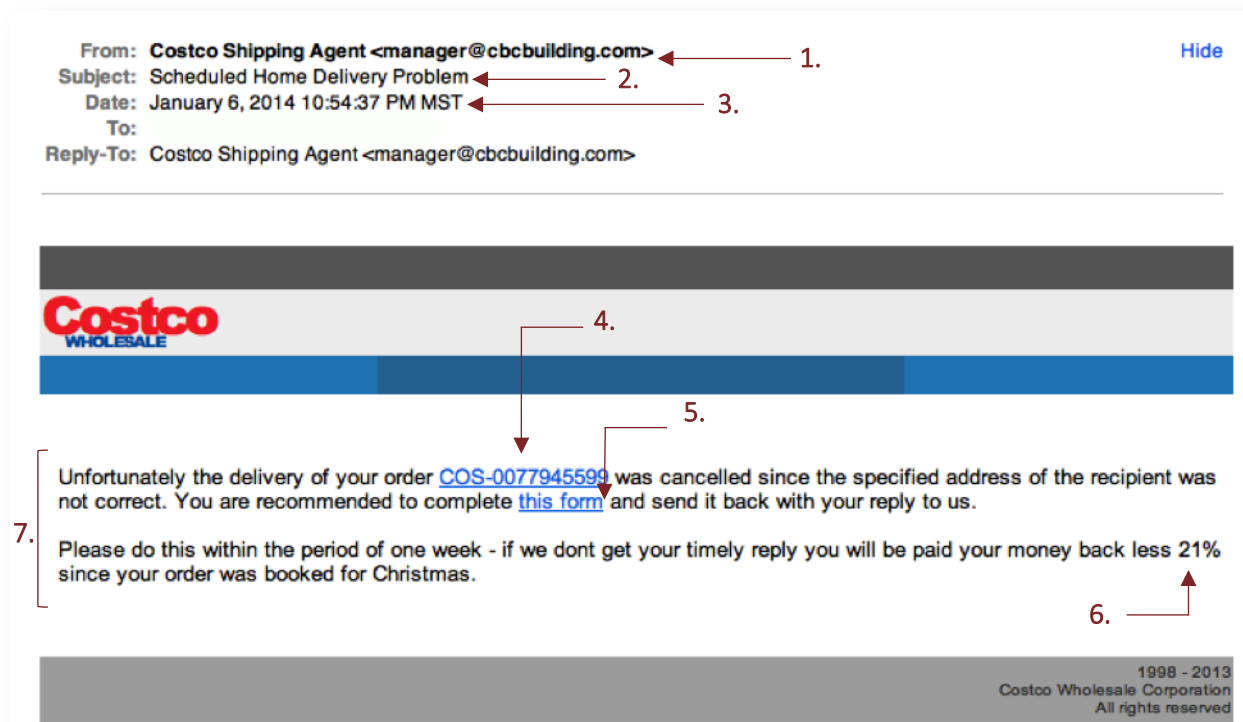 From: Costco Shipping Agent <manager@cbcbuilding.com> 1. Hide
Subject: Scheduled Home Delivery Problem 2.
Date: January 6, 2014 10:54:37 PM MST 3.
To:
Reply-To: Costco Shipping Agent <manager@cbcbuilding.com>
Costco
WHOLESALE
4.
5.
Unfortunately the delivery of your order COS-0077945599 was cancelled since the specified address of the recipient was
not correct. You are recommended to complete this form and send it back with your reply to us.
7.
Please do this within the period of one week - if we dont get your timely reply you will be paid your money back less 21%
since your order was booked for Christmas.
6.
1998 - 2013
Costco Wholesale Corporation
All rights reserved